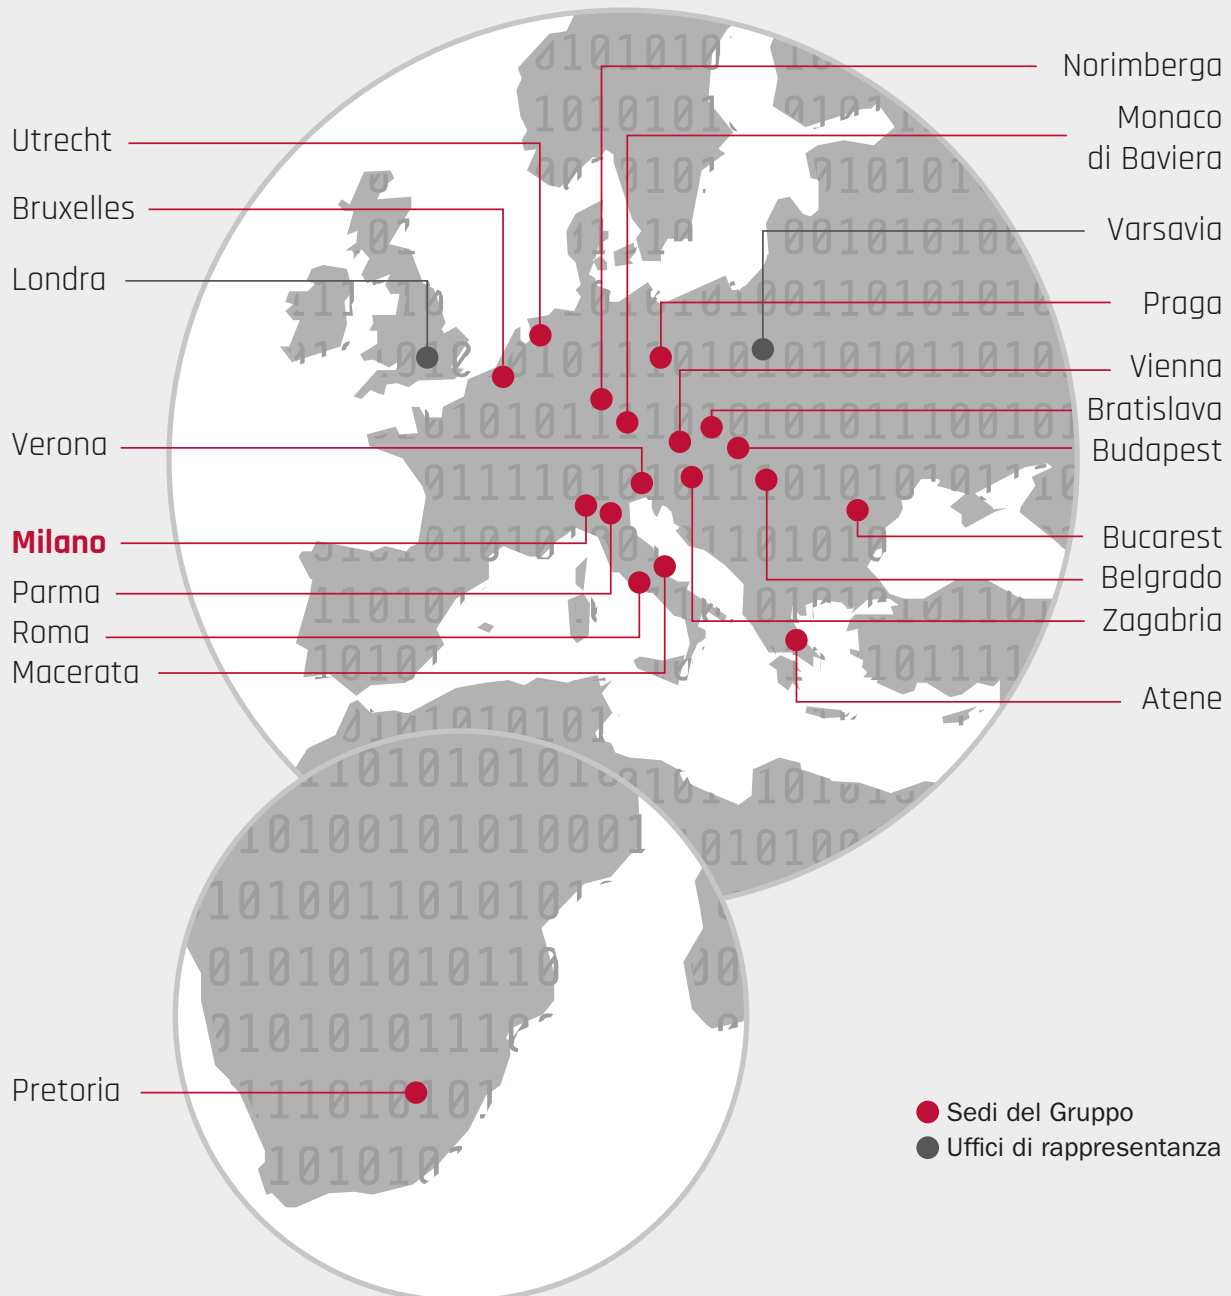 Utrecht
Bruxelles
Londra
Verona
Milano
Parma
Roma
Macerata
Pretoria
Norimberga
Monaco
di Baviera
Varsavia
Praga
Vienna
Bratislava
Budapest
Bucarest
Belgrado
Zagabria
Atene
Sedi del Gruppo
Uffici di rappresentanza